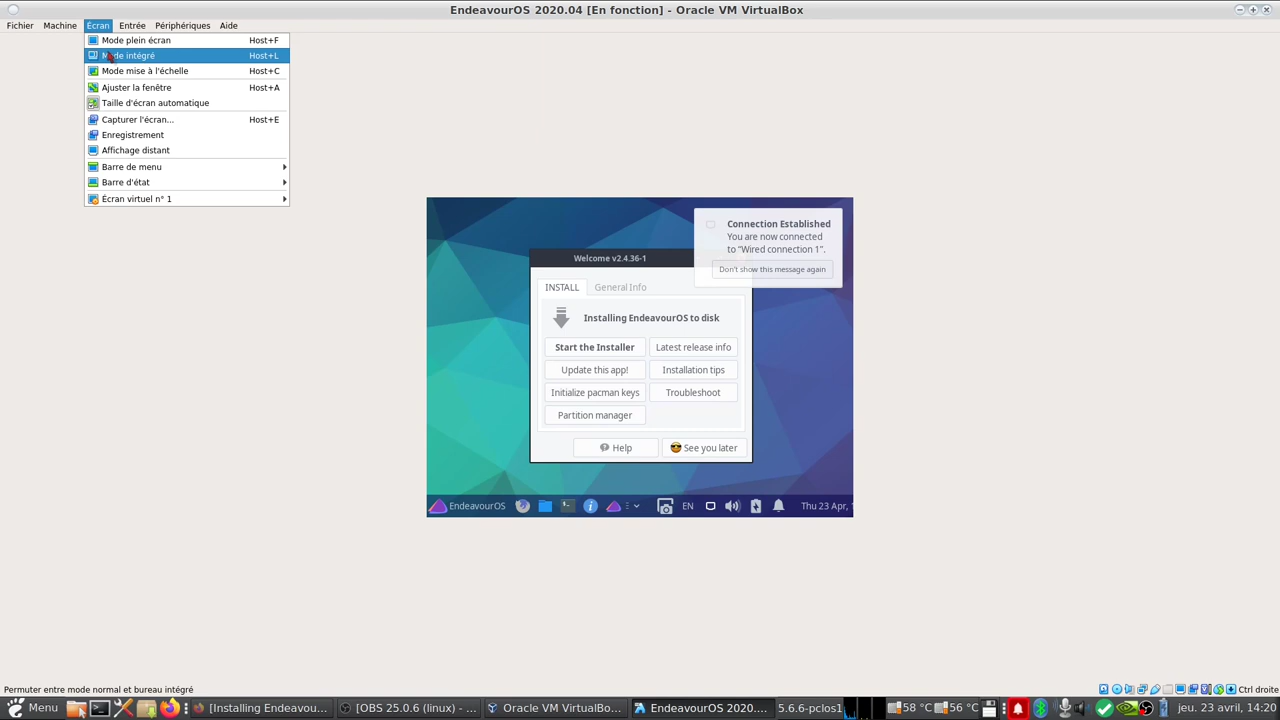 EndeavourOS 2020.04 [En fonction] - Oracle VM VirtualBox
Fichier Machine Écran Entrée Périphériques Aide
Mode plein écran Host+F
Mode intégré Host+L
Mode mise à l'échelle Host+C
Ajuster la fenêtre Host+A
Taille d'écran automatique
Capturer l'écran... Host+E
Enregistrement
Affichage distant
Barre de menu
Barre d'état
Écran virtuel n° 1
Connection Established
You are now connected
to “Wired connection 1”.
Don't show this message again
Welcome v2.4.36-1
INSTALL General Info
Installing EndeavourOS to disk
Start the Installer Latest release info
Update this app! Installation tips
Initialize pacman keys Troubleshoot
Partition manager
Help See you later
EndeavourOS EN Thu 23 Apr,
Permuter entre mode normal et bureau intégré
Ctrl droite
Menu [Installing Endeavou... [OBS 25.0.6 (linux) - ... Oracle VM VirtualBo... EndeavourOS 2020.... 5.6.6-pclos1 58 °C 56 °C jeu. 23 avril, 14:20